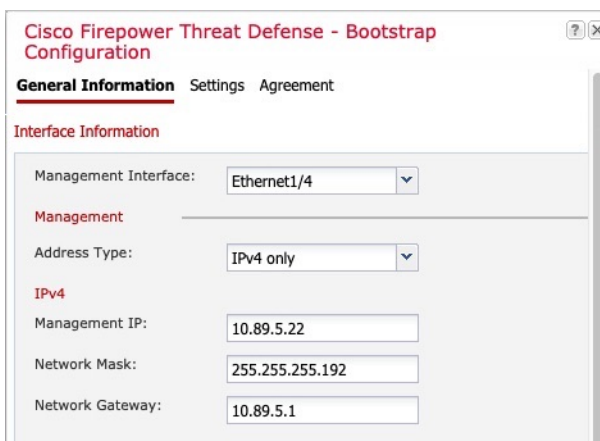 Cisco Firepower Threat Defense - Bootstrap
Configuration
? X
General Information Settings Agreement
Interface Information
Management Interface: Ethernet1/4
Management
Address Type: IPv4 only
IPv4
Management IP: 10.89.5.22
Network Mask: 255.255.255.192
Network Gateway: 10.89.5.1